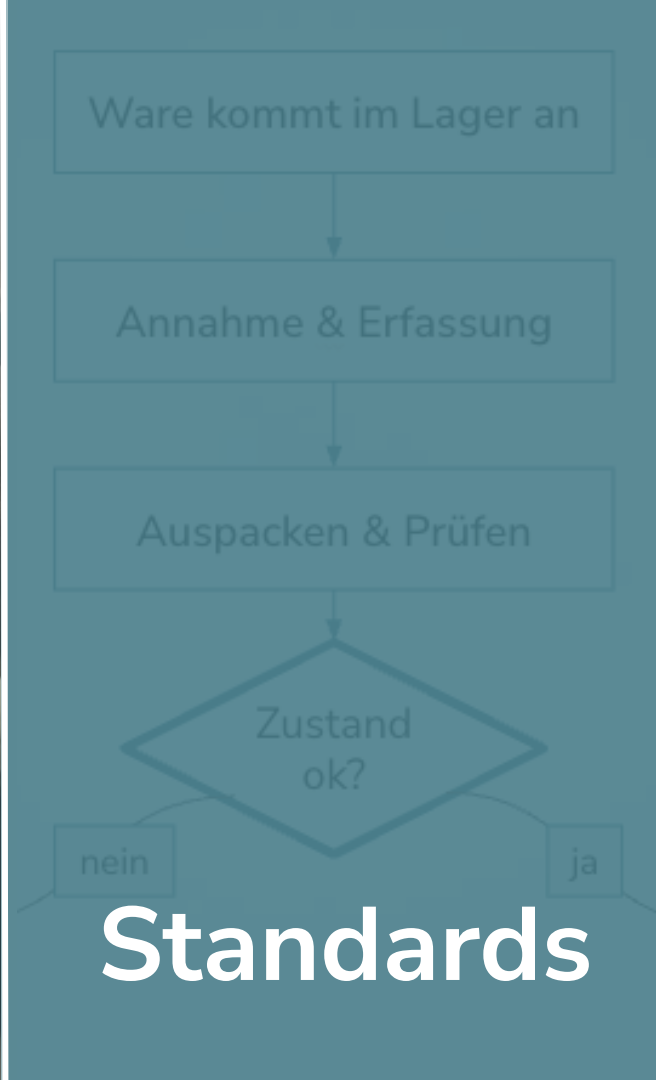 Ware kommt im Lager an
Annahme & Erfassung
Auspacken & Prüfen
Zustand
ok?
nein
ja
Standards